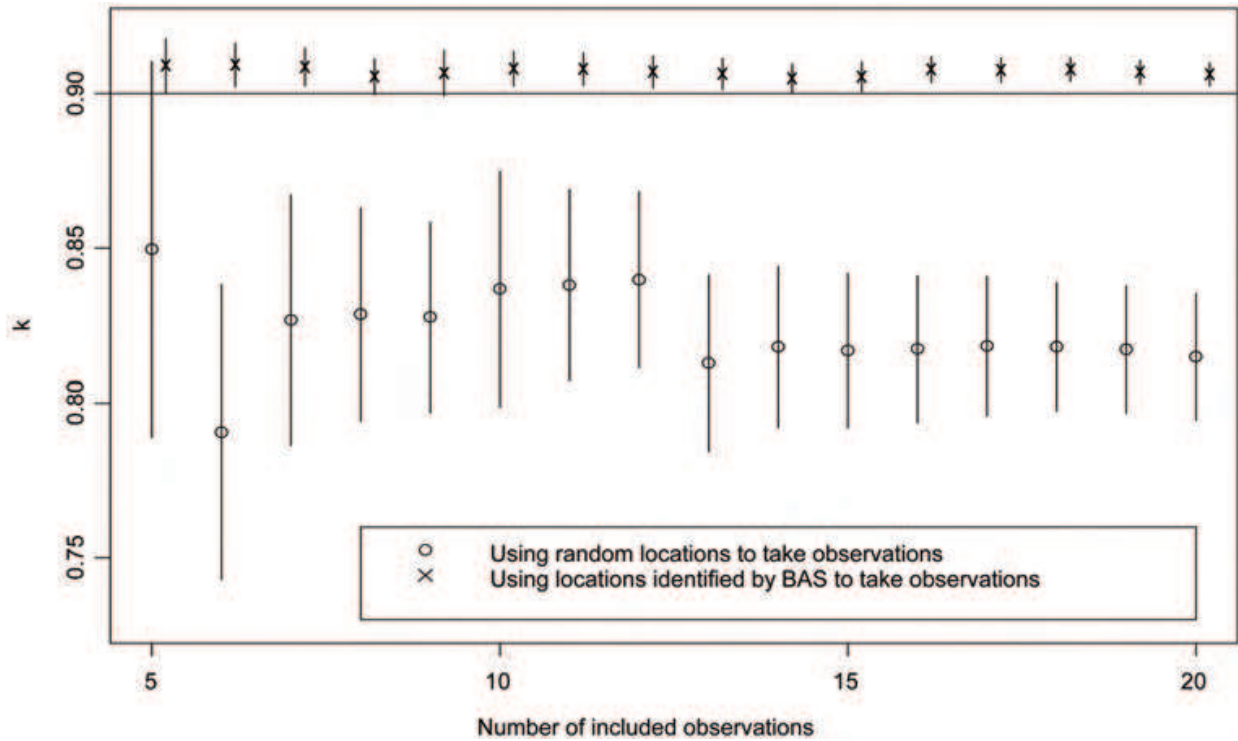 0.90
0.85
0.80
0.75
k
Using random locations to take observations
Using locations identified by BAS to take observations
5
10
15
20
Number of included observations